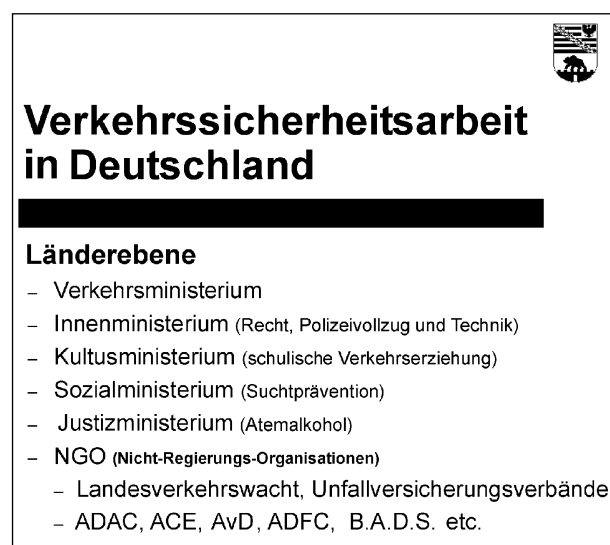 Verkehrssicherheitsarbeit
in Deutschland
Länderebene
– Verkehrsministerium
– Innenministerium (Recht, Polizeivollzug und Technik)
– Kultusministerium (schulische Verkehrserziehung)
– Sozialministerium (Suchtprävention)
– Justizministerium (Atemalkohol)
– NGO (Nicht-Regierungs-Organisationen)
– Landesverkehrswacht, Unfallversicherungsverbände
– ADAC, ACE, AvD, ADFC, B.A.D.S. etc.